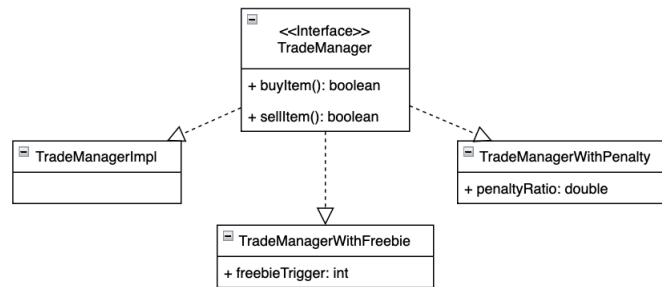 <<Interface>>
TradeManager
+ buyItem(): boolean
+ sellItem(): boolean
TradeManagerImpl
TradeManagerWithPenalty
+ penaltyRatio: double
TradeManagerWithFreebie
+ freebieTrigger: int